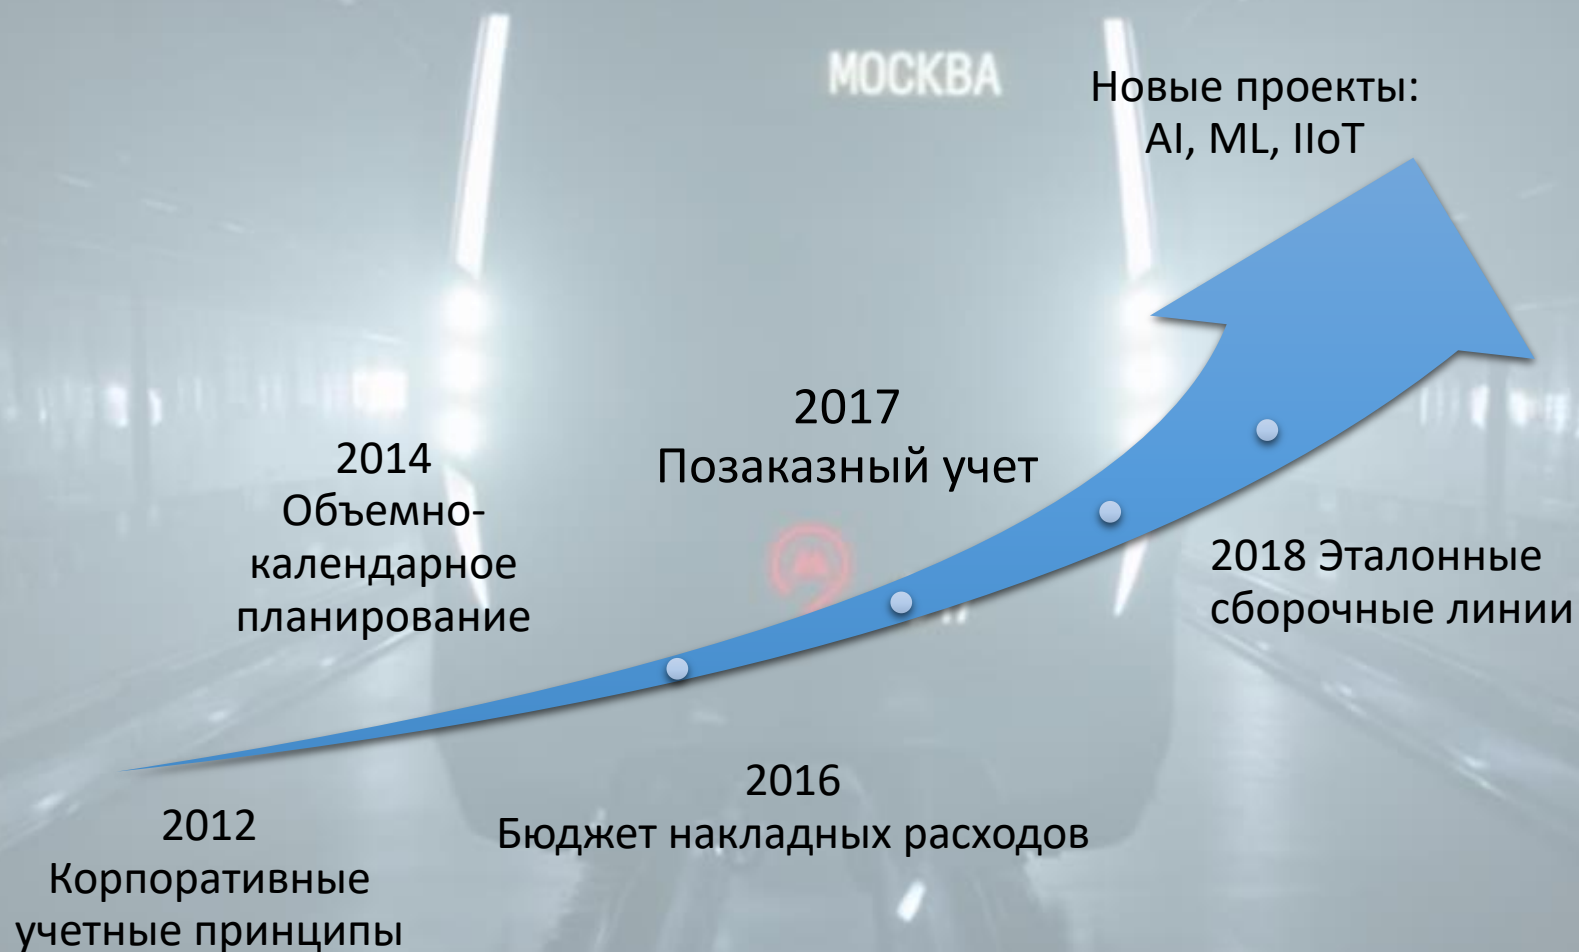 МОСКВА
Новые проекты:
AI, ML, IIoT
2017
Позаказный учет
2014
Объемно-
календарное
планирование
2018 Эталонные
сборочные линии
2016
Бюджет накладных расходов
2012
Корпоративные
учетные принципы